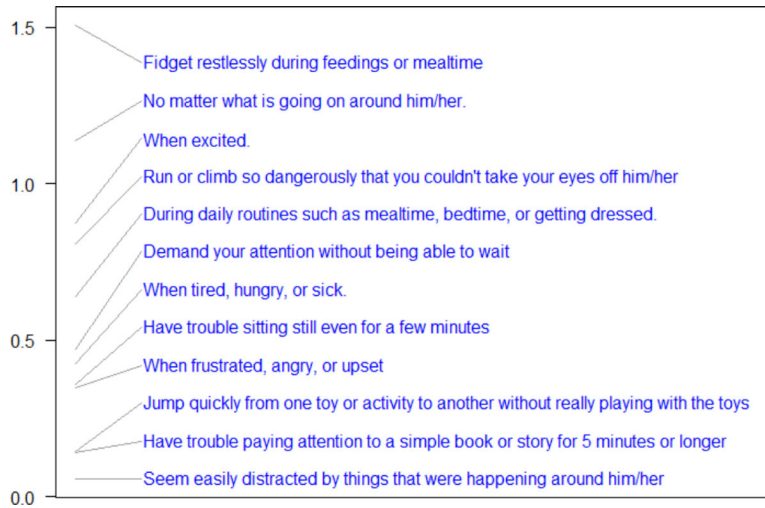 1.5
Fidget restlessly during feedings or mealtime
No matter what is going on around him/her.
When excited.
1.0
Run or climb so dangerously that you couldn't take your eyes off him/her
During daily routines such as mealtime, bedtime, or getting dressed.
Demand your attention without being able to wait
When tired, hungry, or sick.
0.5
Have trouble sitting still even for a few minutes
When frustrated, angry, or upset
Jump quickly from one toy or activity to another without really playing with the toys
Have trouble paying attention to a simple book or story for 5 minutes or longer
Seem easily distracted by things that were happening around him/her
0.0